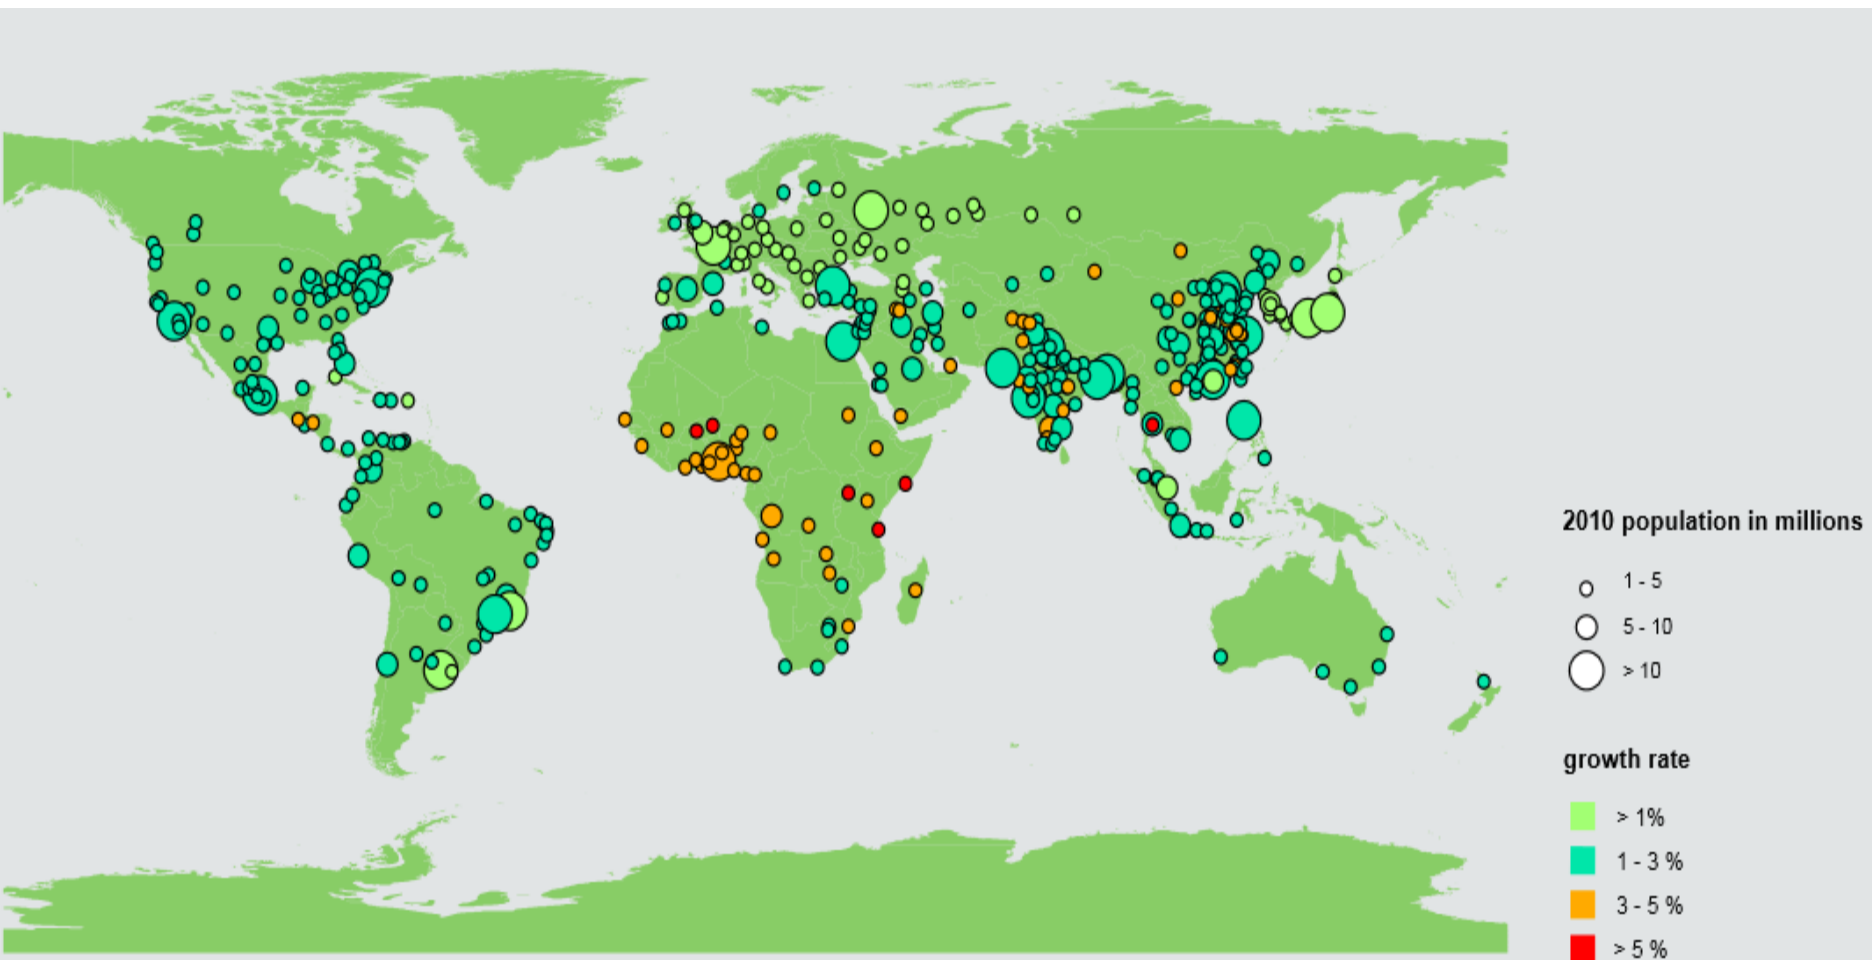 2010 population in millions
1 - 5
5 - 10
> 10
growth rate
> 1%
1 - 3 %
3 - 5 %
> 5 %